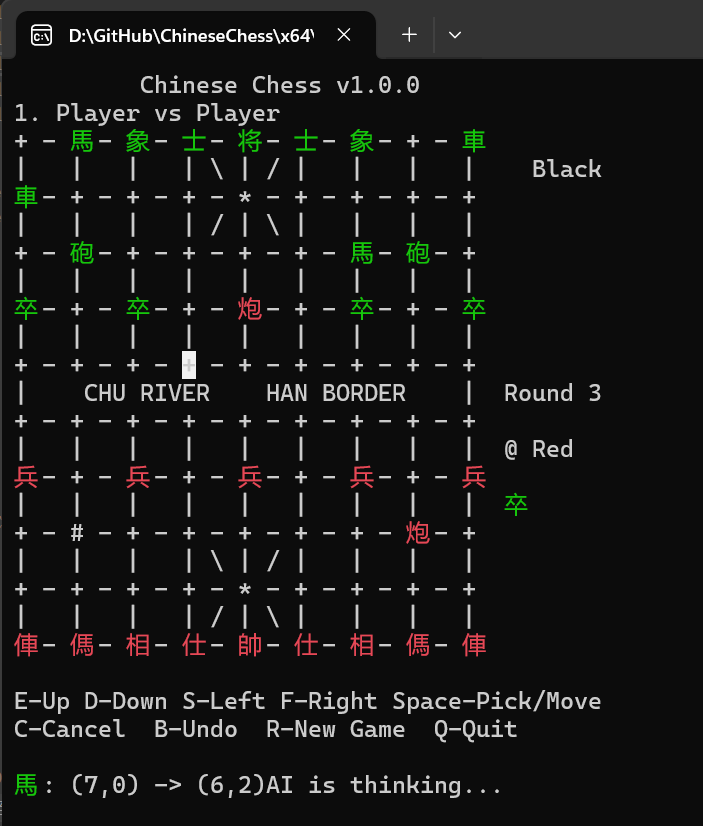 D:\GitHub\ChineseChess\x64\
Chinese Chess v1.0.0
1. Player vs Player
+ - 馬- 象- 士- 将- 士- 象- + - 車
|   |   |   | \ | / |   |   |   |    Black
車- + - + - + - * - + - + - + - +
|   |   |   | / | \ |   |   |   |
+ - 砲- + - + - + - + - 馬- 砲- +
|   |   |   |   |   |   |   |   |
卒- + - 卒- + - 炮- + - 卒- + - 卒
|   |   |   |   |   |   |   |   |
+ - + - + - + - + - + - + - + - +
|    CHU RIVER    HAN BORDER    |  Round 3
+ - + - + - + - + - + - + - + - +
|   |   |   |   |   |   |   |   |  @ Red
兵- + - 兵- + - 兵- + - 兵- + - 兵
|   |   |   |   |   |   |   |   |  卒
+ - # - + - + - + - + - + - 炮- +
|   |   |   | \ | / |   |   |   |
+ - + - + - + - * - + - + - + - +
|   |   |   | / | \ |   |   |   |
俥- 傌- 相- 仕- 帥- 仕- 相- 傌- 俥
E-Up D-Down S-Left F-Right Space-Pick/Move
C-Cancel  B-Undo  R-New Game  Q-Quit
馬: (7,0) -> (6,2)AI is thinking...